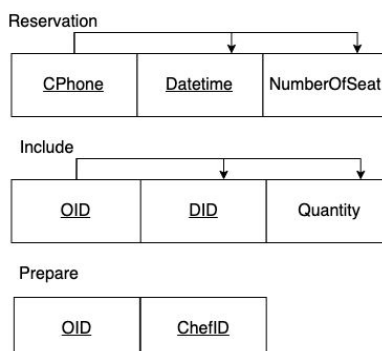 Reservation
CPhone Datetime NumberOfSeat
Include
OID DID Quantity
Prepare
OID ChefID